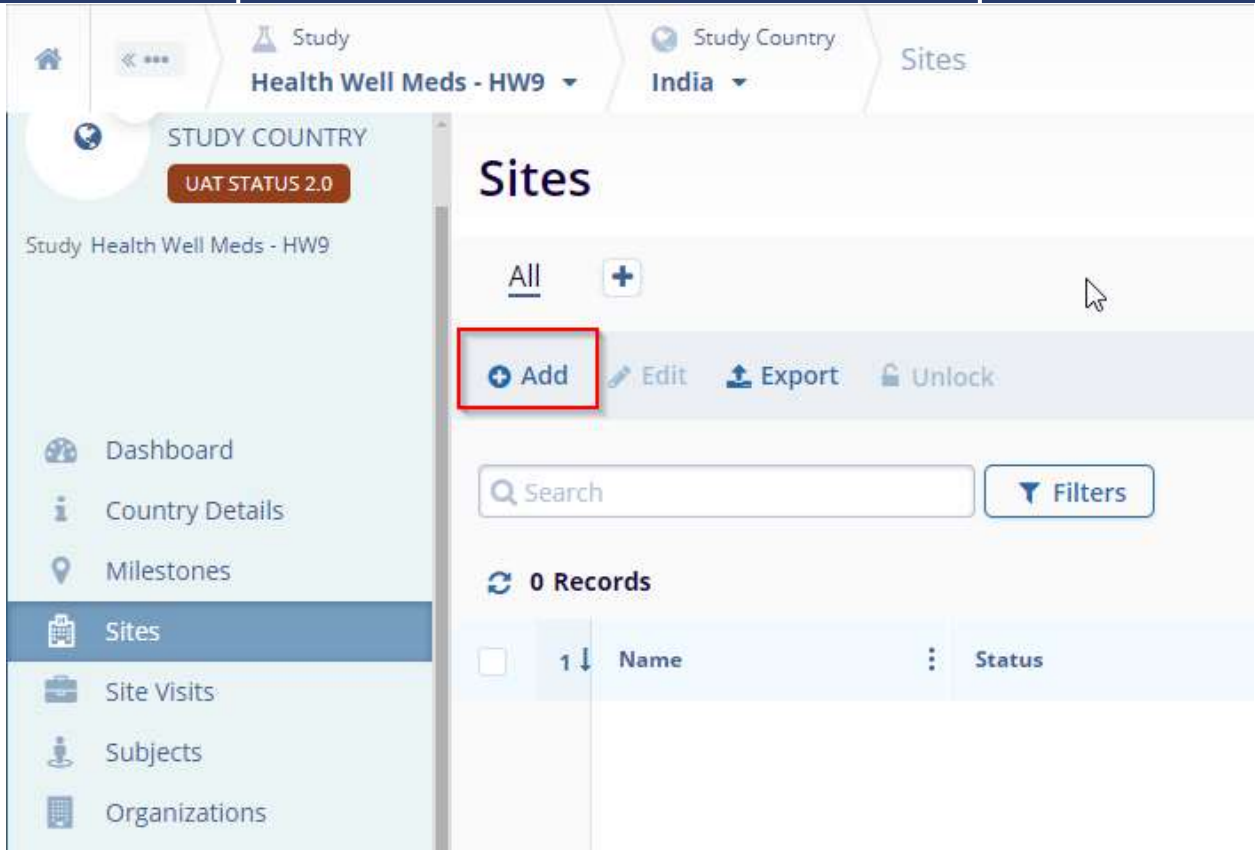 Study
Health Well Meds - HW9
Study Country
India
Sites
STUDY COUNTRY
UAT STATUS 2.0
Study Health Well Meds - HW9
Dashboard
Country Details
Milestones
Sites
Site Visits
Subjects
Organizations
Sites
All
Add Edit Export Unlock
Search Filters
0 Records
1 Name Status